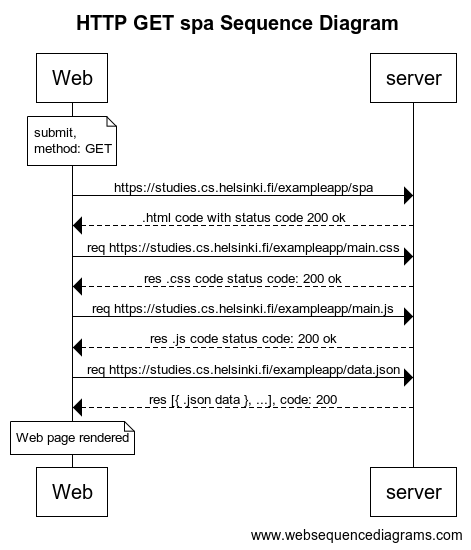 HTTP GET spa Sequence Diagram
Web
server
submit,
method: GET
https://studies.cs.helsinki.fi/exampleapp/spa
.html code with status code 200 ok
req https://studies.cs.helsinki.fi/exampleapp/main.css
res .css code status code: 200 ok
req https://studies.cs.helsinki.fi/exampleapp/main.js
res .js code status code: 200 ok
req https://studies.cs.helsinki.fi/exampleapp/data.json
res [{ .json data }, ...], code: 200
Web page rendered
Web
server
www.websequencediagrams.com